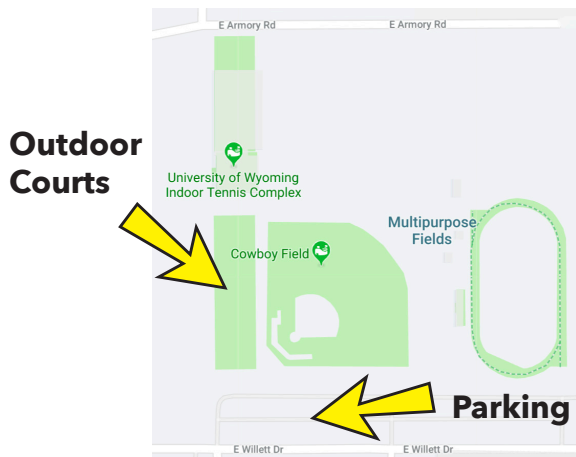 E Armory Rd
E Armory Rd
Outdoor
Courts
University of Wyoming
Indoor Tennis Complex
Multipurpose
Fields
Cowboy Field
Parking
E Willett Dr
E Willett Dr